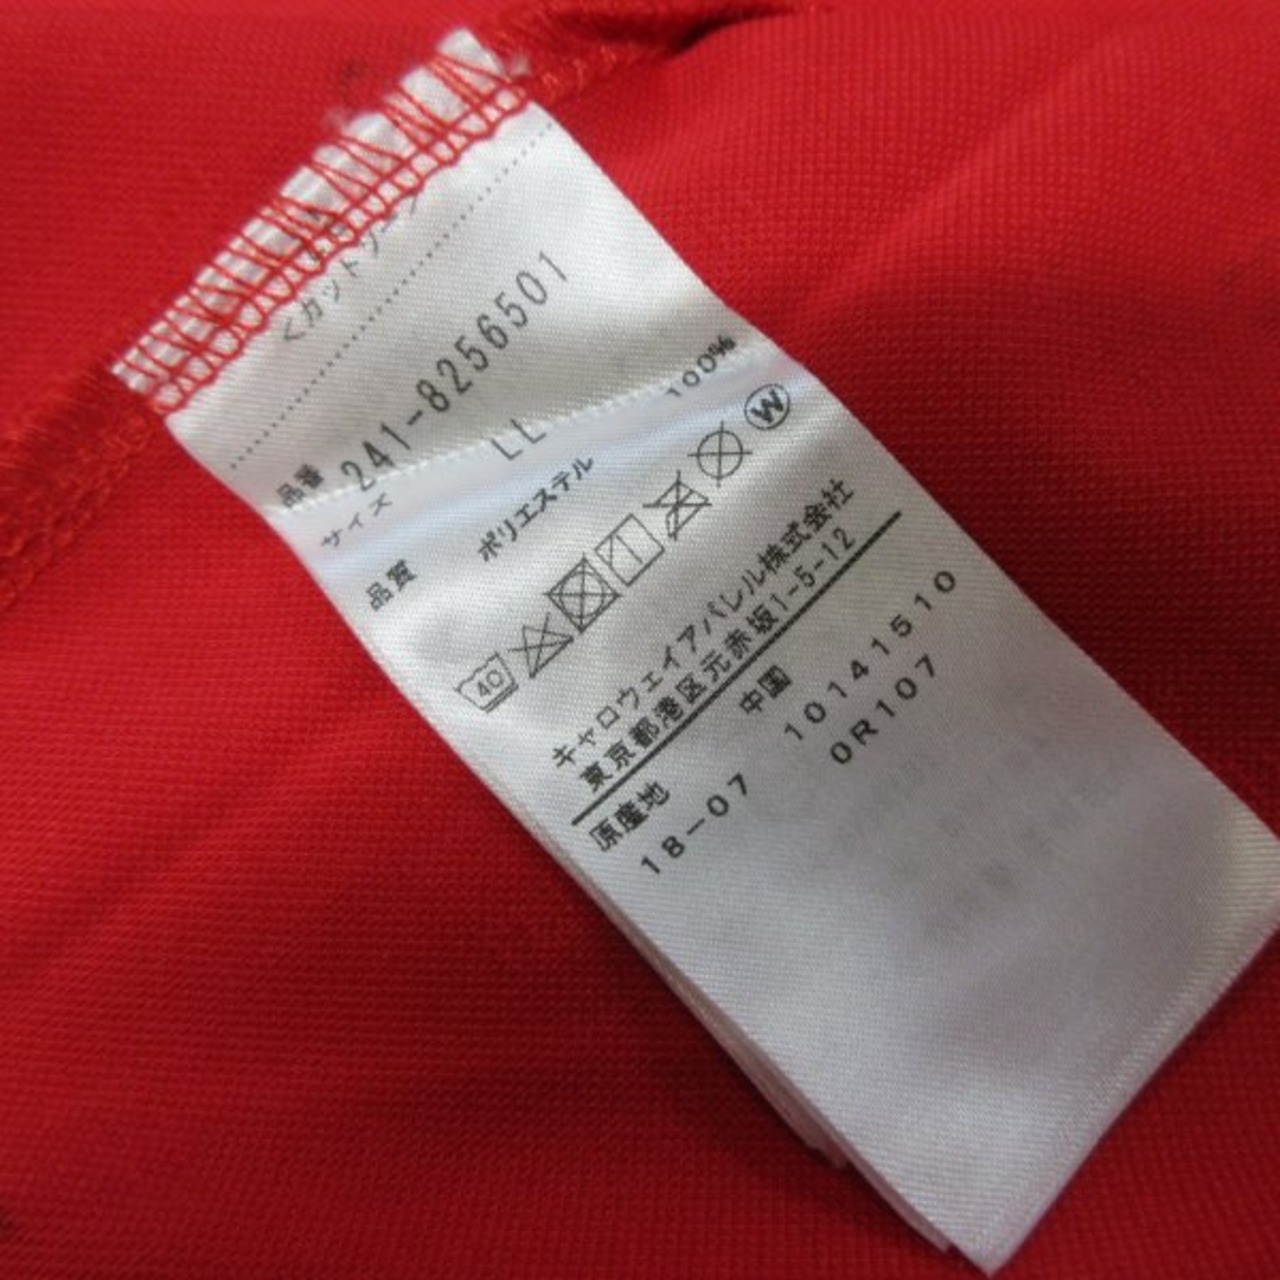 品番 241-8256501
サイズ LL
品質 ポリエステル 100%
40 W
キャロウェイアパレル株式会社
東京都港区元赤坂1-5-12
原産地 中国
18-07 10141510
0R107